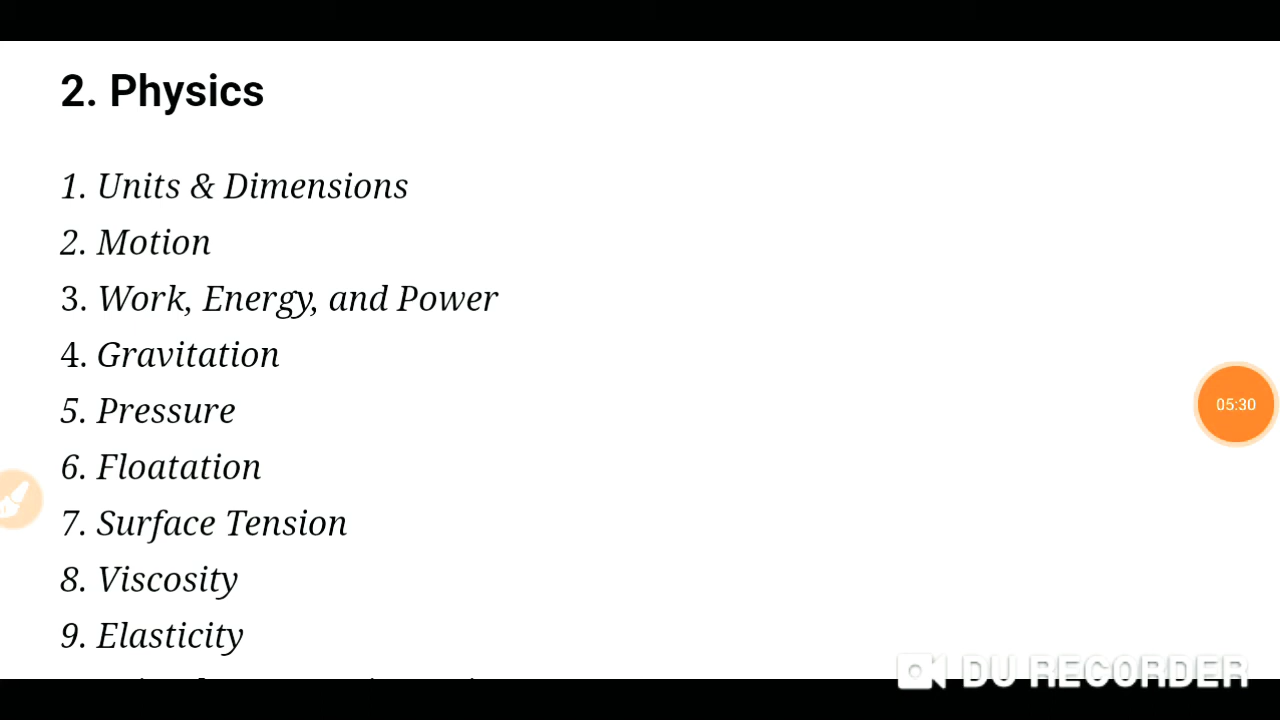 2. Physics
1. Units & Dimensions
2. Motion
3. Work, Energy, and Power
4. Gravitation
5. Pressure
6. Floatation
7. Surface Tension
8. Viscosity
9. Elasticity
05:30
DU RECORDER